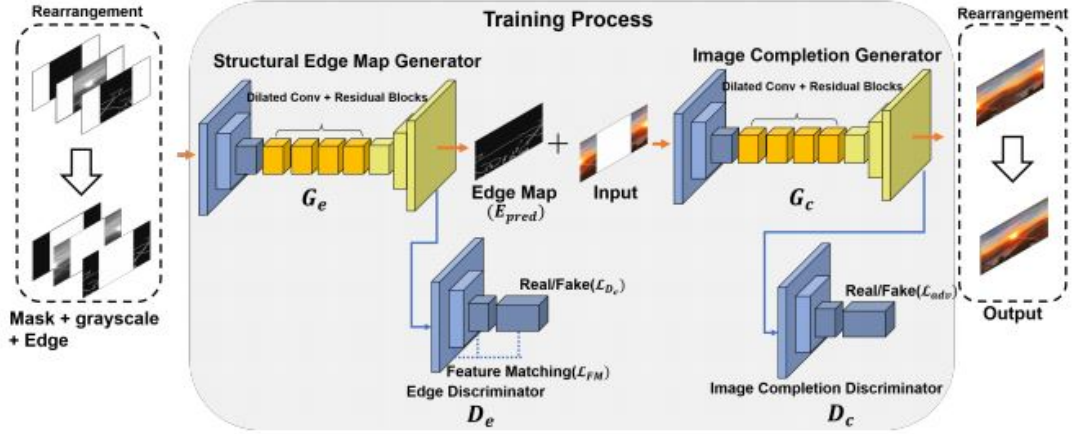 Rearrangement
Training Process
Rearrangement
Structural Edge Map Generator
Image Completion Generator
Dilated Conv + Residual Blocks
Dilated Conv + Residual Blocks
+
G_e
Edge Map
(E_pred)
Input
G_c
Mask + grayscale
+ Edge
Real/Fake(ℒ_{D_e})
Real/Fake(ℒ_adv)
Output
Feature Matching(ℒ_FM)
Edge Discriminator
Image Completion Discriminator
D_e
D_c